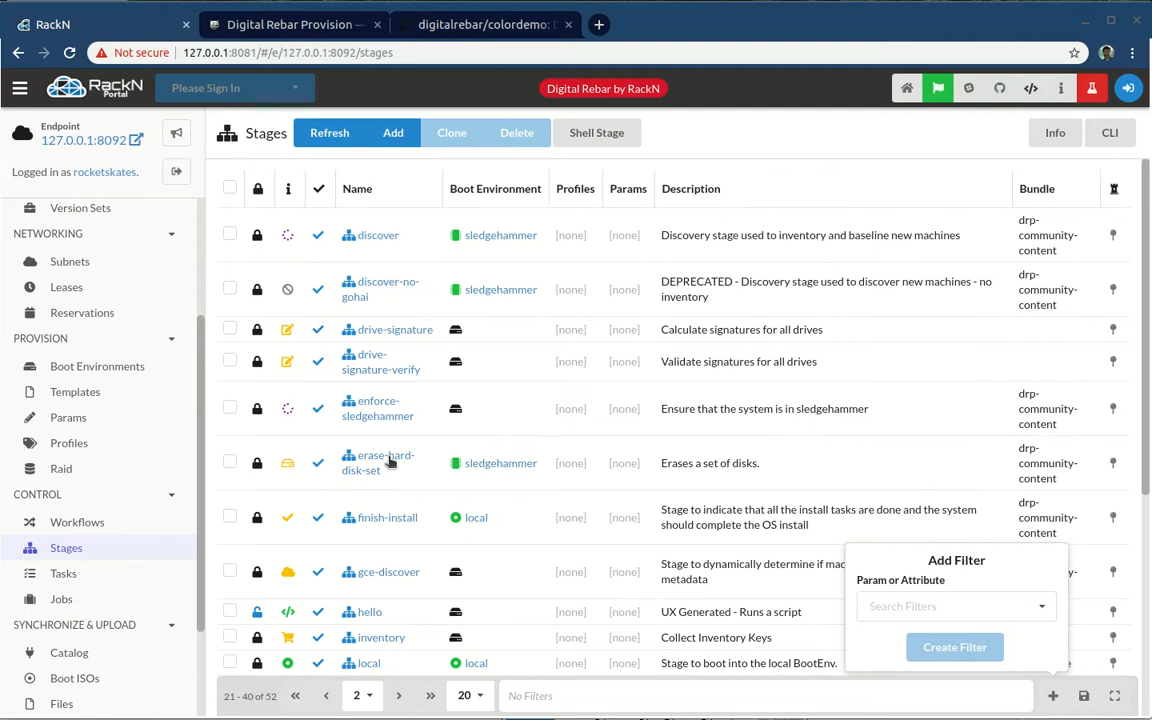 RackN
Digital Rebar Provision —
digitalrebar/colordemo: D
Not secure
127.0.0.1:8081/#/e/127.0.0.1:8092/stages
RackN
Portal
Please Sign In
Digital Rebar by RackN
Endpoint
127.0.0.1:8092
Logged in as rocketskates.
Version Sets
NETWORKING
Subnets
Leases
Reservations
PROVISION
Boot Environments
Templates
Params
Profiles
Raid
CONTROL
Workflows
Stages
Tasks
Jobs
SYNCHRONIZE & UPLOAD
Catalog
Boot ISOs
Files
Stages
Refresh
Add
Clone
Delete
Shell Stage
Info
CLI
Name
Boot Environment
Profiles
Params
Description
Bundle
discover
sledgehammer
[none]
[none]
Discovery stage used to inventory and baseline new machines
drp-
community-
content
discover-no-
gohai
sledgehammer
[none]
[none]
DEPRECATED - Discovery stage used to discover new machines - no
inventory
drp-
community-
content
drive-signature
[none]
[none]
Calculate signatures for all drives
drive-
signature-verify
[none]
[none]
Validate signatures for all drives
enforce-
sledgehammer
[none]
[none]
Ensure that the system is in sledgehammer
drp-
community-
content
erase-hard-
disk-set
sledgehammer
[none]
[none]
Erases a set of disks.
drp-
community-
content
finish-install
local
[none]
[none]
Stage to indicate that all the install tasks are done and the system
should complete the OS install
drp-
community-
content
gce-discover
[none]
[none]
Stage to dynamically determine if
metadata
hello
[none]
[none]
UX Generated - Runs a script
inventory
[none]
[none]
Collect Inventory Keys
local
local
[none]
[none]
Stage to boot into the local BootEnv.
Add Filter
Param or Attribute
Search Filters
Create Filter
21 - 40 of 52
2
20
No Filters